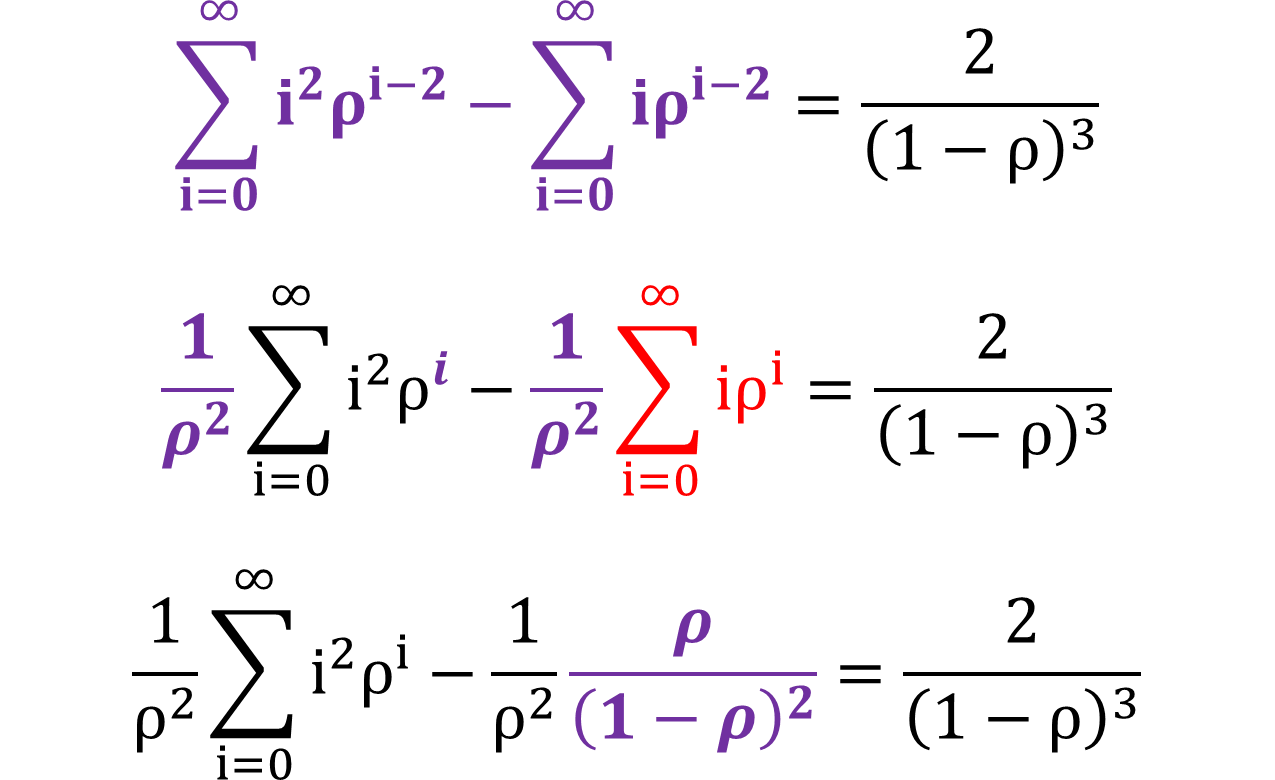 ∑_{i=0}^{∞} i²ρ^{i−2} − ∑_{i=0}^{∞} iρ^{i−2} = 2/(1 − ρ)³
1/ρ² ∑_{i=0}^{∞} i²ρ^{i} − 1/ρ² ∑_{i=0}^{∞} iρ^{i} = 2/(1 − ρ)³
1/ρ² ∑_{i=0}^{∞} i²ρ^{i} − 1/ρ² ρ/(1 − ρ)² = 2/(1 − ρ)³